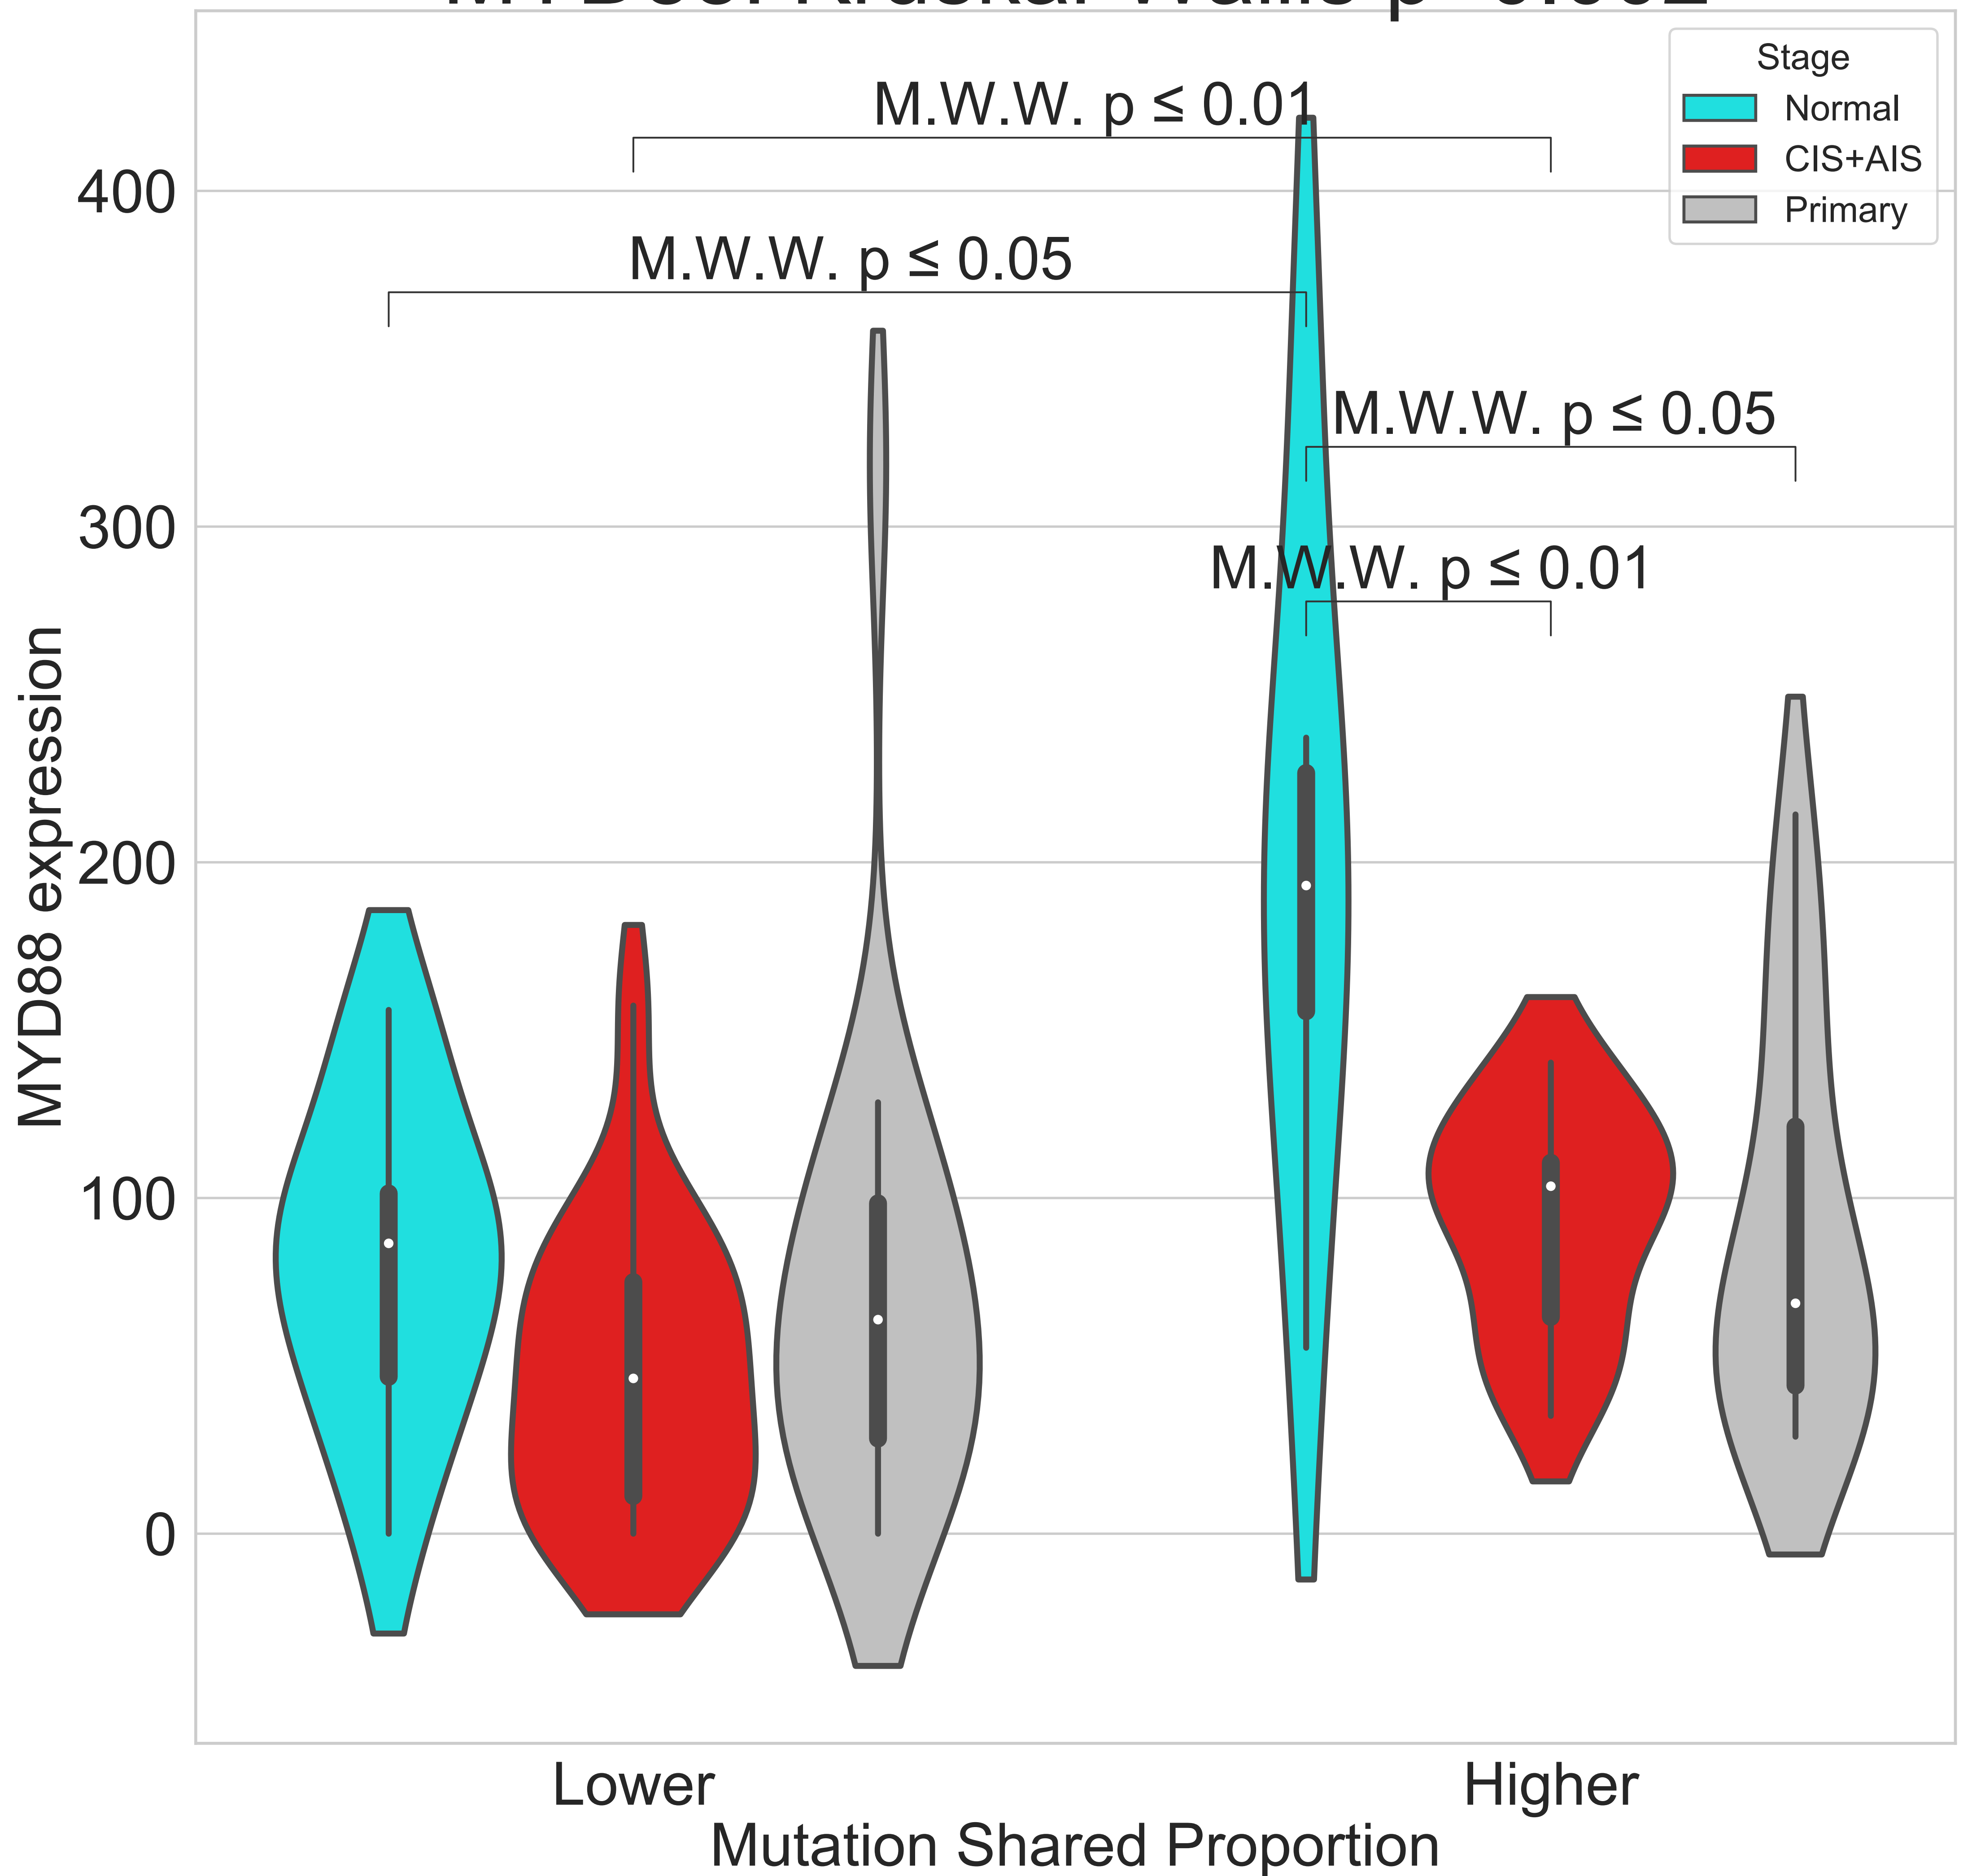 Stage
Normal
CIS+AIS
Primary
M.W.W. p ≤ 0.01
M.W.W. p ≤ 0.05
M.W.W. p ≤ 0.05
M.W.W. p ≤ 0.01
MYD88 expression
400
300
200
100
0
Lower
Higher
Mutation Shared Proportion